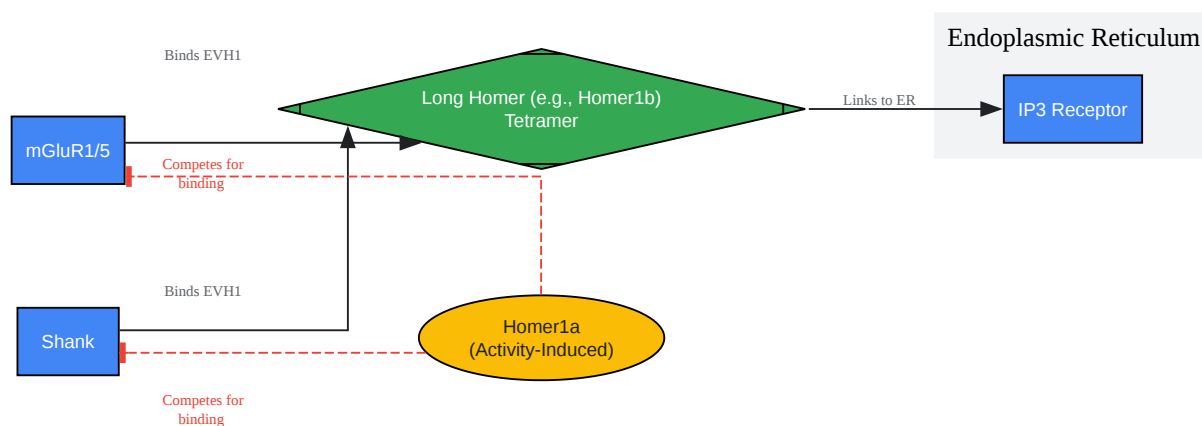 Binds EVH1
Endoplasmic Reticulum
Long Homer (e.g., Homer1b)
Tetramer
Links to ER
IP3 Receptor
mGluR1/5
Competes for
binding
Binds EVH1
Shank
Homer1a
(Activity-Induced)
Competes for
binding